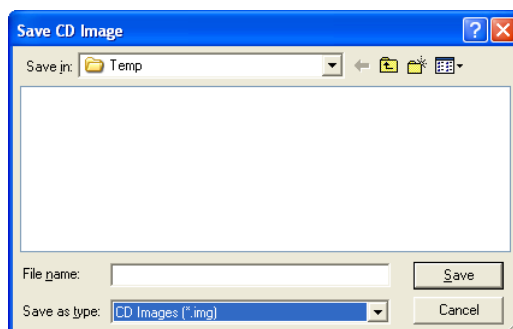 Save CD Image
Save in: Temp
File name:
Save
Save as type: CD Images (*.img)
Cancel